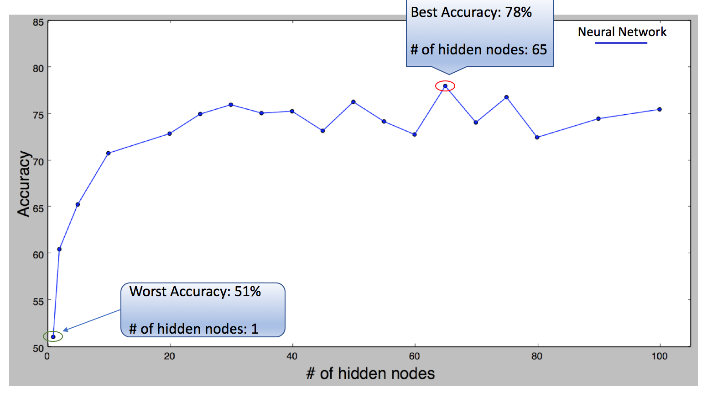 Best Accuracy: 78%
# of hidden nodes: 65
Neural Network
85
80
75
70
65
60
55
50
Accuracy
Worst Accuracy: 51%
# of hidden nodes: 1
0 20 40 60 80 100
# of hidden nodes